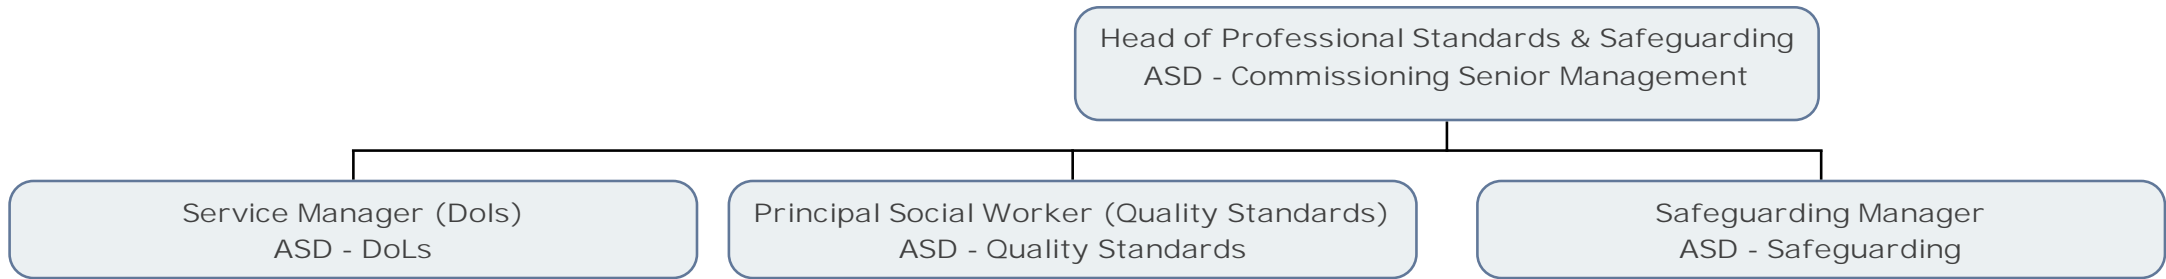 Head of Professional Standards & Safeguarding
ASD - Commissioning Senior Management
Service Manager (Dols)
ASD - DoLs
Principal Social Worker (Quality Standards)
ASD - Quality Standards
Safeguarding Manager
ASD - Safeguarding